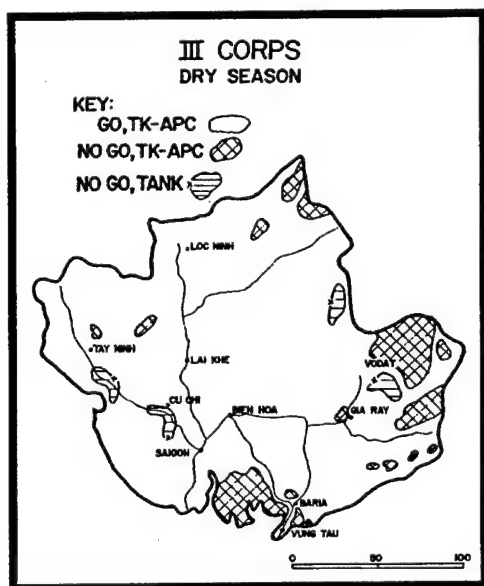 III CORPS
DRY SEASON
KEY:
GO, TK-APC
NO GO, TK-APC
NO GO, TANK
LOC NINH
TAY NINH
LAI KHE
VODAT
CU CHI
BIEN HOA
GIA RAY
SAIGON
BARIA
VUNG TAU
0 50 100